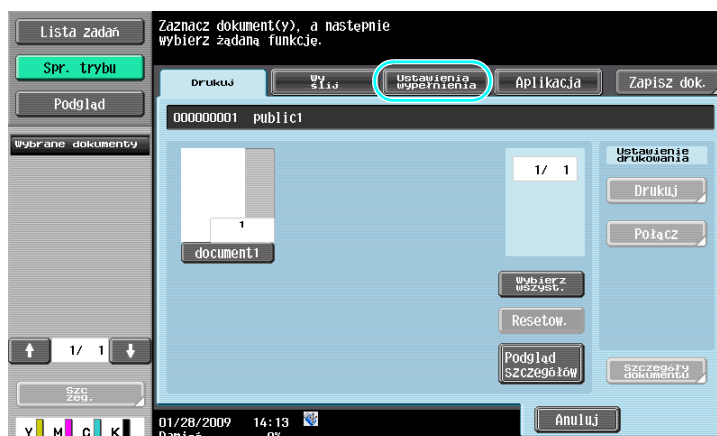 Lista zadań
Spr. trybu
Podgląd
Wybrane dokumenty
1/ 1
Szc
zeg.
Y M C K
Zaznacz dokument(y), a następnie
wybierz żądaną funkcję.
Drukuj
Wy
ślij
Ustawienia
wypełnienia
Aplikacja
Zapisz dok.
000000001 public1
1
document1
1/ 1
Wybierz
wszyst.
Resetow.
Podgląd
szczegółów
Ustawienie
drukowania
Drukuj
Połącz
Szczegóły
dokumentu
01/28/2009 14:13
Pamięć 0%
Anuluj